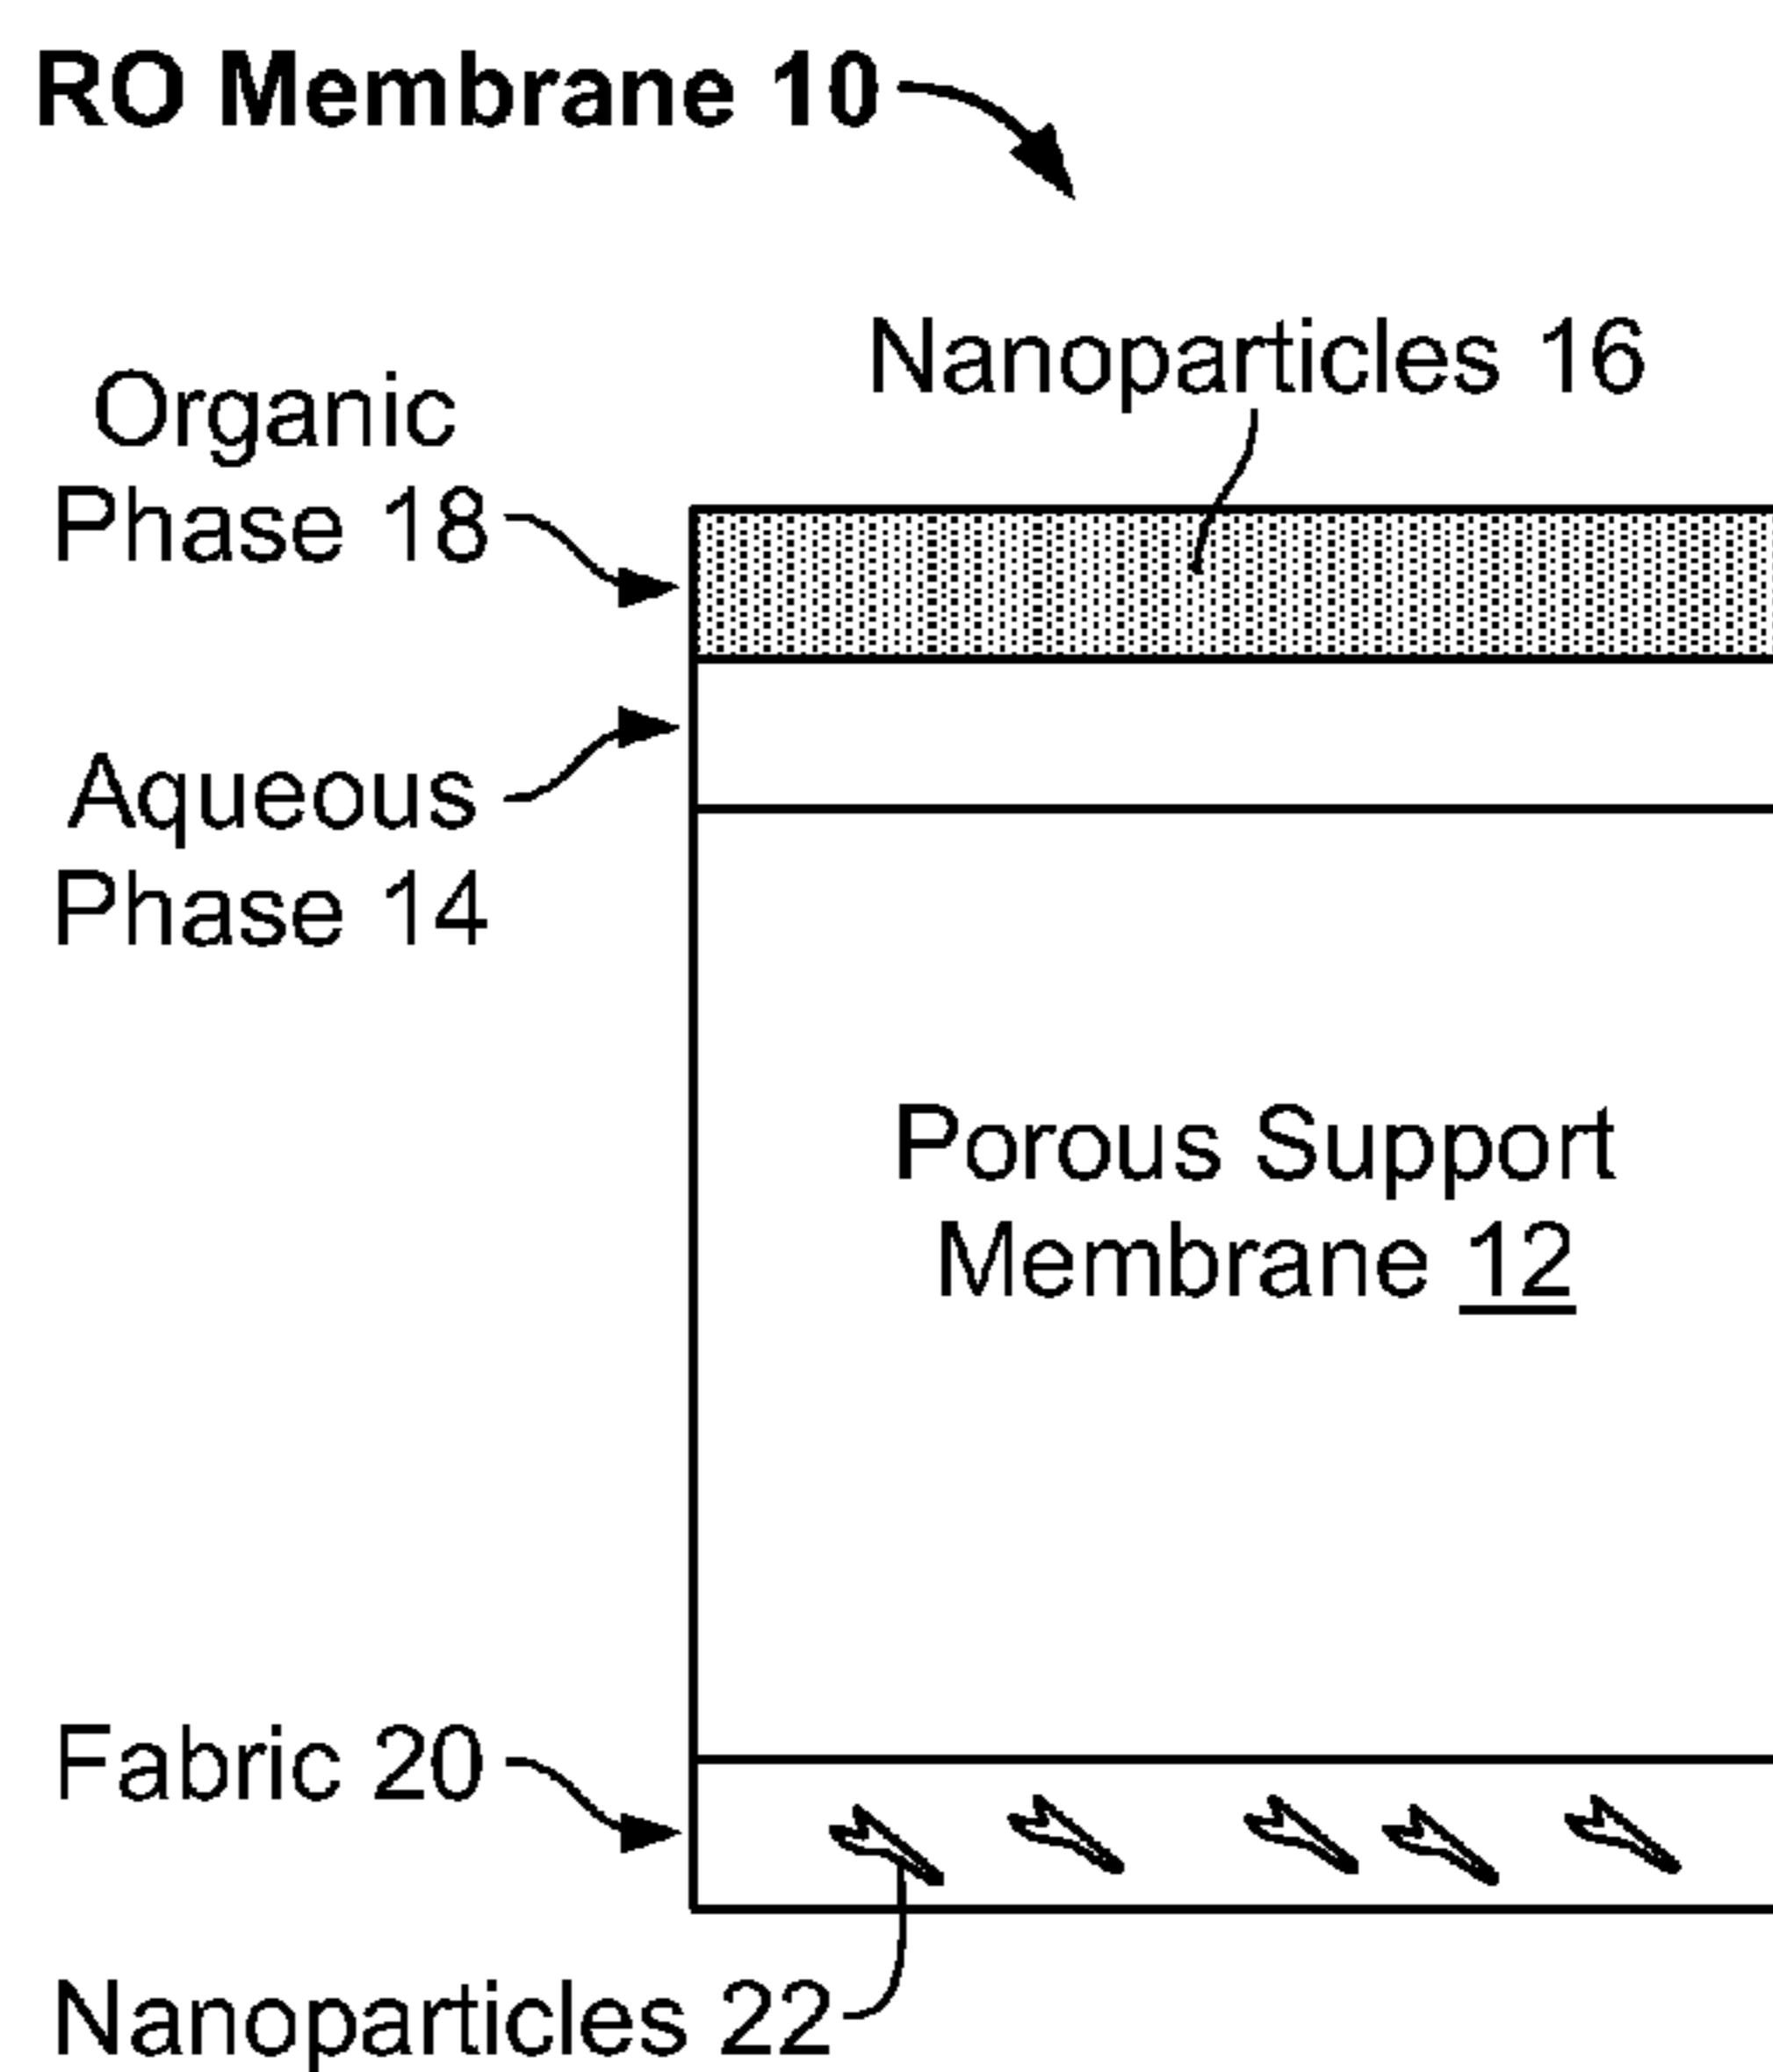 RO Membrane 10
Nanoparticles 16
Organic
Phase 18
Aqueous
Phase 14
Porous Support
Membrane 12
Fabric 20
Nanoparticles 22